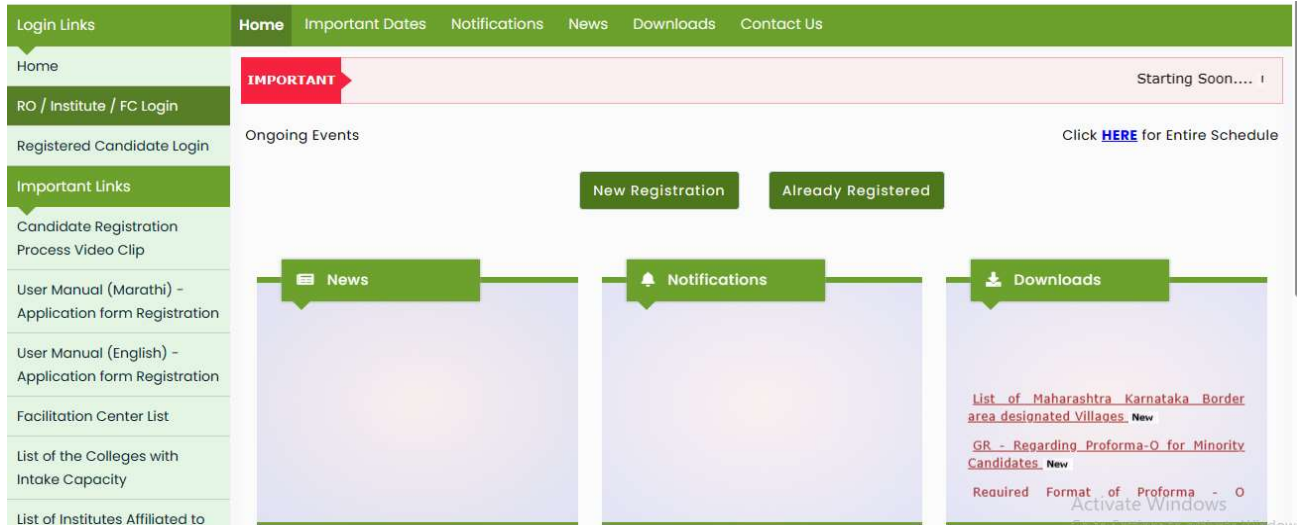 Login Links
Home
RO / Institute / FC Login
Registered Candidate Login
Important Links
Candidate Registration
Process Video Clip
User Manual (Marathi) -
Application form Registration
User Manual (English) -
Application form Registration
Facilitation Center List
List of the Colleges with
Intake Capacity
List of Institutes Affiliated to
Home Important Dates Notifications News Downloads Contact Us
IMPORTANT Starting Soon....
Ongoing Events Click HERE for Entire Schedule
New Registration Already Registered
News
Notifications
Downloads
List of Maharashtra Karnataka Border
area designated Villages New
GR - Regarding Proforma-O for Minority
Candidates New
Required Format of Proforma - O
Activate Windows